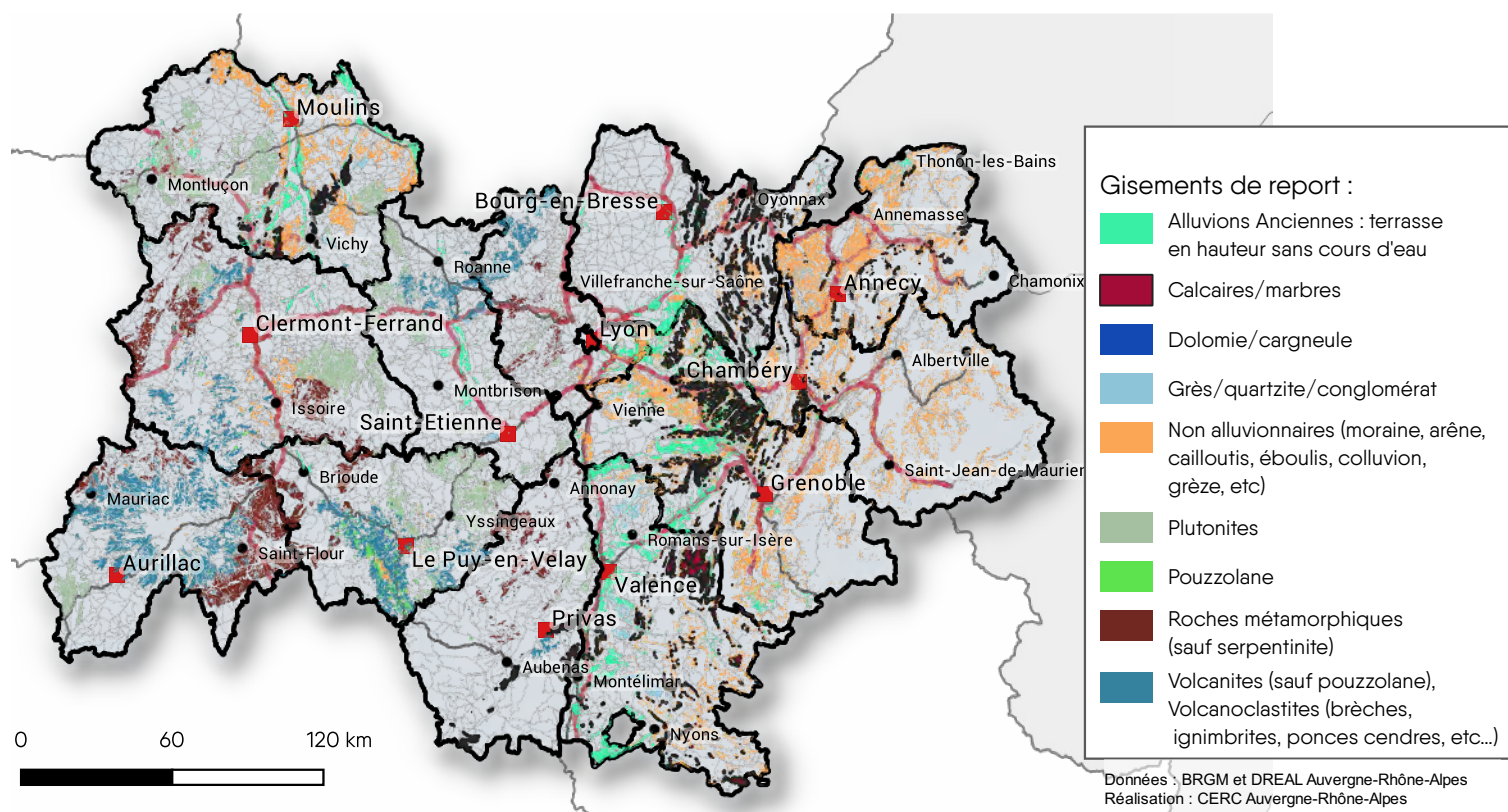 Moulins
Montluçon
Vichy
Bourg-en-Bresse
Oyonnax
Thonon-les-Bains
Annemasse
Roanne
Villefranche-sur-Saône
Annecy
Chamonix
Clermont-Ferrand
Lyon
Chambéry
Albertville
Montbrison
Issoire
Vienne
Saint-Etienne
Saint-Jean-de-Maurien
Brioude
Grenoble
Mauriac
Annonay
Yssingeaux
Romans-sur-Isère
Saint-Flour
Le Puy-en-Velay
Aurillac
Valence
Privas
Aubenas
Montélimar
Nyons
0 60 120 km
Gisements de report :
Alluvions Anciennes : terrasse
en hauteur sans cours d'eau
Calcaires/marbres
Dolomie/cargneule
Grès/quartzite/conglomérat
Non alluvionnaires (moraine, arêne,
cailloutis, éboulis, colluvion,
grèze, etc)
Plutonites
Pouzzolane
Roches métamorphiques
(sauf serpentinite)
Volcanites (sauf pouzzolane),
Volcanoclastites (brèches,
ignimbrites, ponces cendres, etc...)
Données : BRGM et DREAL Auvergne-Rhône-Alpes
Réalisation : CERC Auvergne-Rhône-Alpes